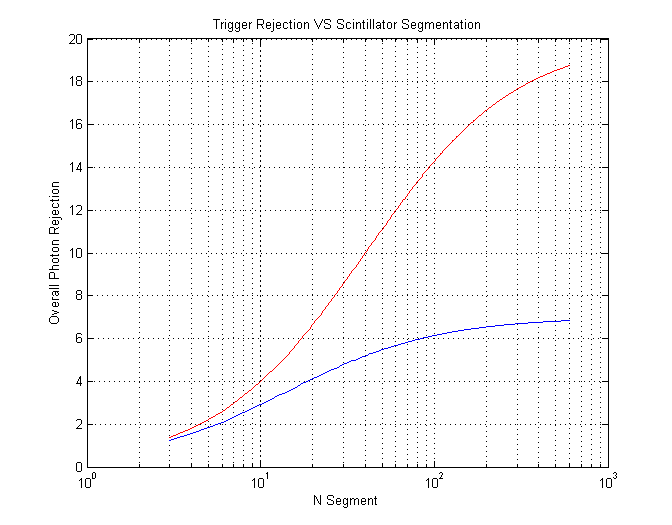 Trigger Rejection VS Scintillator Segmentation
20
18
16
14
12
10
8
6
4
2
0
Overall Photon Rejection
10^0 10^1 10^2 10^3
N Segment